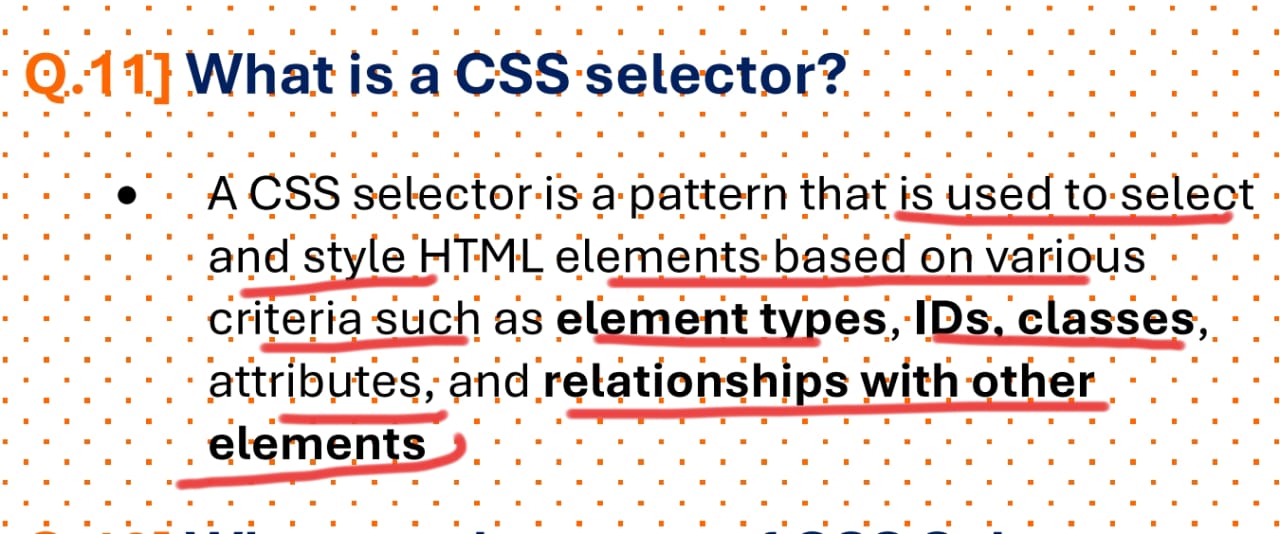 Q.11] What is a CSS selector?
• A CSS selector is a pattern that is used to select
and style HTML elements based on various
criteria such as element types, IDs, classes,
attributes, and relationships with other
elements